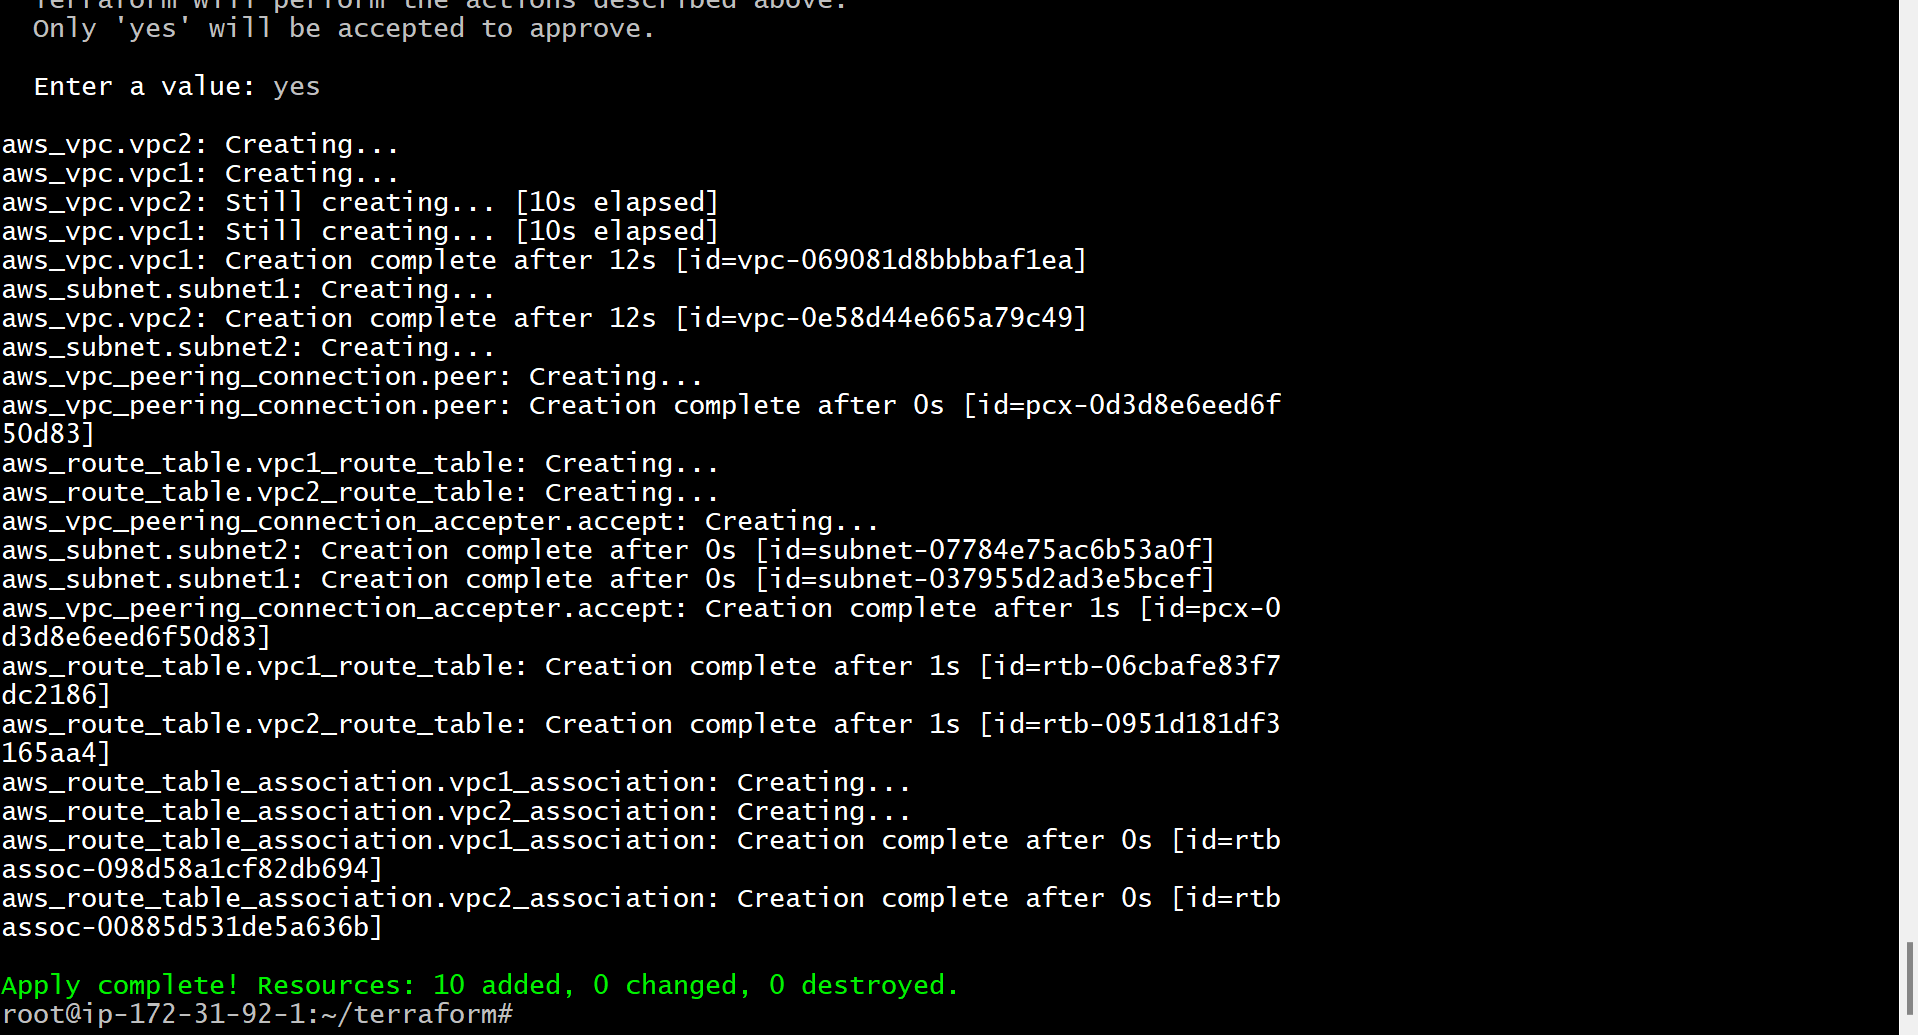 Terraform will perform the actions described above.
Only 'yes' will be accepted to approve.
Enter a value: yes
aws_vpc.vpc2: Creating...
aws_vpc.vpc1: Creating...
aws_vpc.vpc2: Still creating... [10s elapsed]
aws_vpc.vpc1: Still creating... [10s elapsed]
aws_vpc.vpc1: Creation complete after 12s [id=vpc-069081d8bbbbaf1ea]
aws_subnet.subnet1: Creating...
aws_vpc.vpc2: Creation complete after 12s [id=vpc-0e58d44e665a79c49]
aws_subnet.subnet2: Creating...
aws_vpc_peering_connection.peer: Creating...
aws_vpc_peering_connection.peer: Creation complete after 0s [id=pcx-0d3d8e6eed6f
50d83]
aws_route_table.vpc1_route_table: Creating...
aws_route_table.vpc2_route_table: Creating...
aws_vpc_peering_connection_accepter.accept: Creating...
aws_subnet.subnet2: Creation complete after 0s [id=subnet-07784e75ac6b53a0f]
aws_subnet.subnet1: Creation complete after 0s [id=subnet-037955d2ad3e5bcef]
aws_vpc_peering_connection_accepter.accept: Creation complete after 1s [id=pcx-0
d3d8e6eed6f50d83]
aws_route_table.vpc1_route_table: Creation complete after 1s [id=rtb-06cbafe83f7
dc2186]
aws_route_table.vpc2_route_table: Creation complete after 1s [id=rtb-0951d181df3
165aa4]
aws_route_table_association.vpc1_association: Creating...
aws_route_table_association.vpc2_association: Creating...
aws_route_table_association.vpc1_association: Creation complete after 0s [id=rtb
assoc-098d58a1cf82db694]
aws_route_table_association.vpc2_association: Creation complete after 0s [id=rtb
assoc-00885d531de5a636b]
Apply complete! Resources: 10 added, 0 changed, 0 destroyed.
root@ip-172-31-92-1:~/terraform#